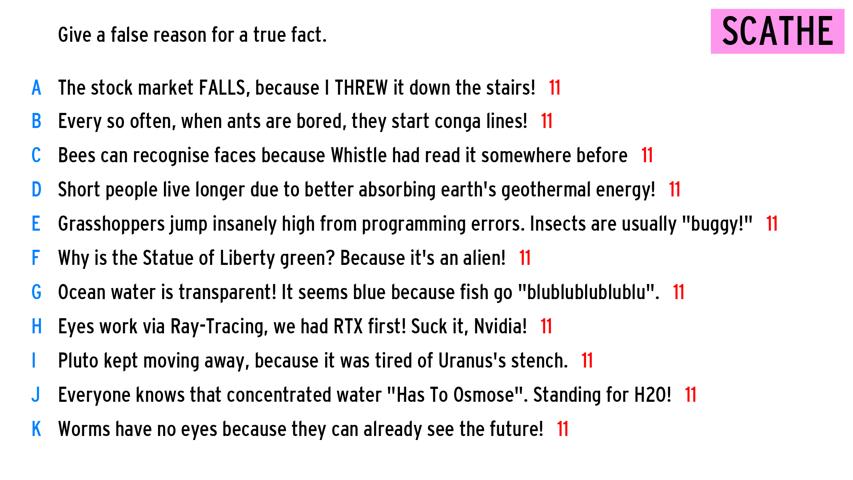 Give a false reason for a true fact.
SCATHE
A The stock market FALLS, because I THREW it down the stairs! 11
B Every so often, when ants are bored, they start conga lines! 11
C Bees can recognise faces because Whistle had read it somewhere before 11
D Short people live longer due to better absorbing earth's geothermal energy! 11
E Grasshoppers jump insanely high from programming errors. Insects are usually "buggy!" 11
F Why is the Statue of Liberty green? Because it's an alien! 11
G Ocean water is transparent! It seems blue because fish go "blublublublublu". 11
H Eyes work via Ray-Tracing, we had RTX first! Suck it, Nvidia! 11
I Pluto kept moving away, because it was tired of Uranus's stench. 11
J Everyone knows that concentrated water "Has To Osmose". Standing for H2O! 11
K Worms have no eyes because they can already see the future! 11